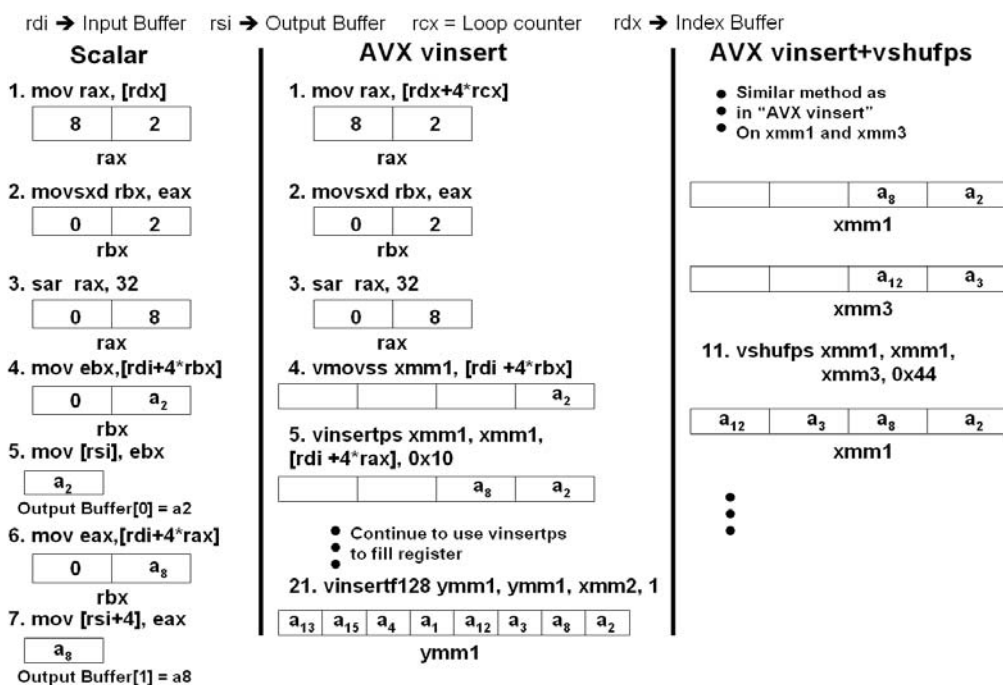 rdi ➔ Input Buffer rsi ➔ Output Buffer rcx = Loop counter rdx ➔ Index Buffer
Scalar
1. mov rax, [rdx]
8 2
rax
2. movsxd rbx, eax
0 2
rbx
3. sar rax, 32
0 8
rax
4. mov ebx,[rdi+4*rbx]
0 a2
rbx
5. mov [rsi], ebx
a2
Output Buffer[0] = a2
6. mov eax,[rdi+4*rax]
0 a8
rbx
7. mov [rsi+4], eax
a8
Output Buffer[1] = a8
AVX vinsert
1. mov rax, [rdx+4*rcx]
8 2
rax
2. movsxd rbx, eax
0 2
rbx
3. sar rax, 32
0 8
rax
4. vmovss xmm1, [rdi +4*rbx]
a2
5. vinsertps xmm1, xmm1,
[rdi +4*rax], 0x10
a8 a2
• Continue to use vinsertps
• to fill register
•
21. vinsertf128 ymm1, ymm1, xmm2, 1
a13 a15 a4 a1 a12 a3 a8 a2
ymm1
AVX vinsert+vshufps
• Similar method as
• in “AVX vinsert”
• On xmm1 and xmm3
a8 a2
xmm1
a12 a3
xmm3
11. vshufps xmm1, xmm1,
xmm3, 0x44
a12 a3 a8 a2
xmm1